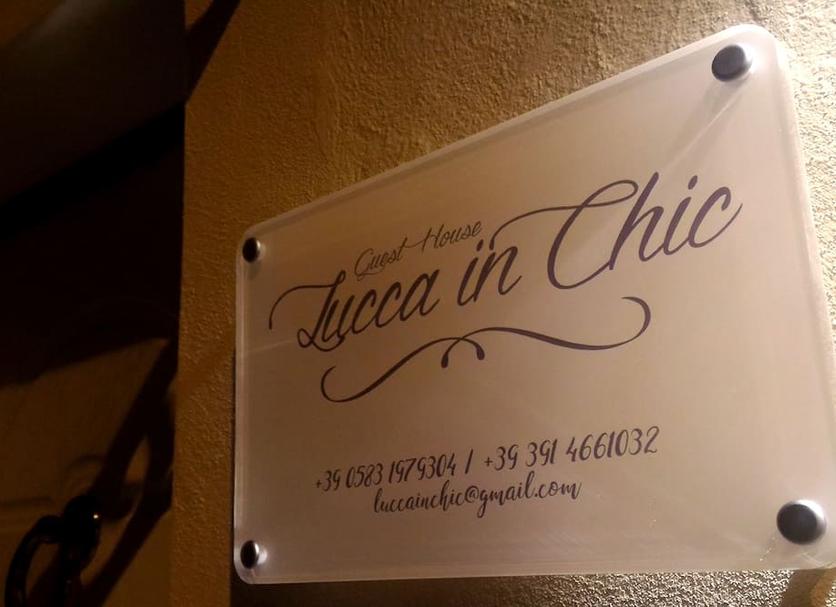 Guest House
Lucca in Chic
+39 0583 1979304 / +39 391 4661032
luccainchic@gmail.com